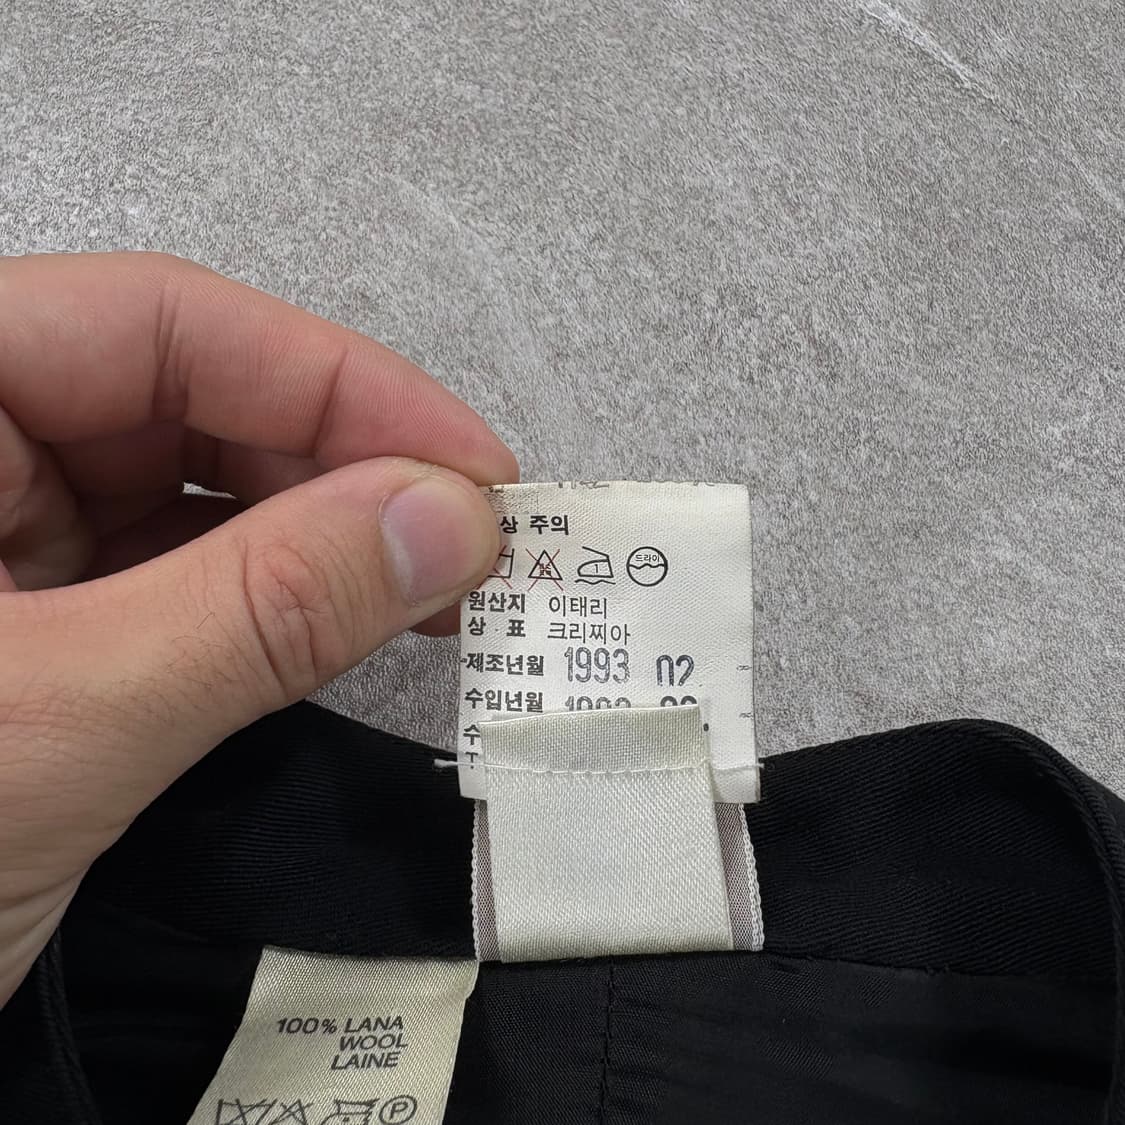 상 주의
드라이
원산지 이태리
상 표 크리찌아
제조년월 1993 02
수입년월
수
T
100% LANA
WOOL
LAINE
P